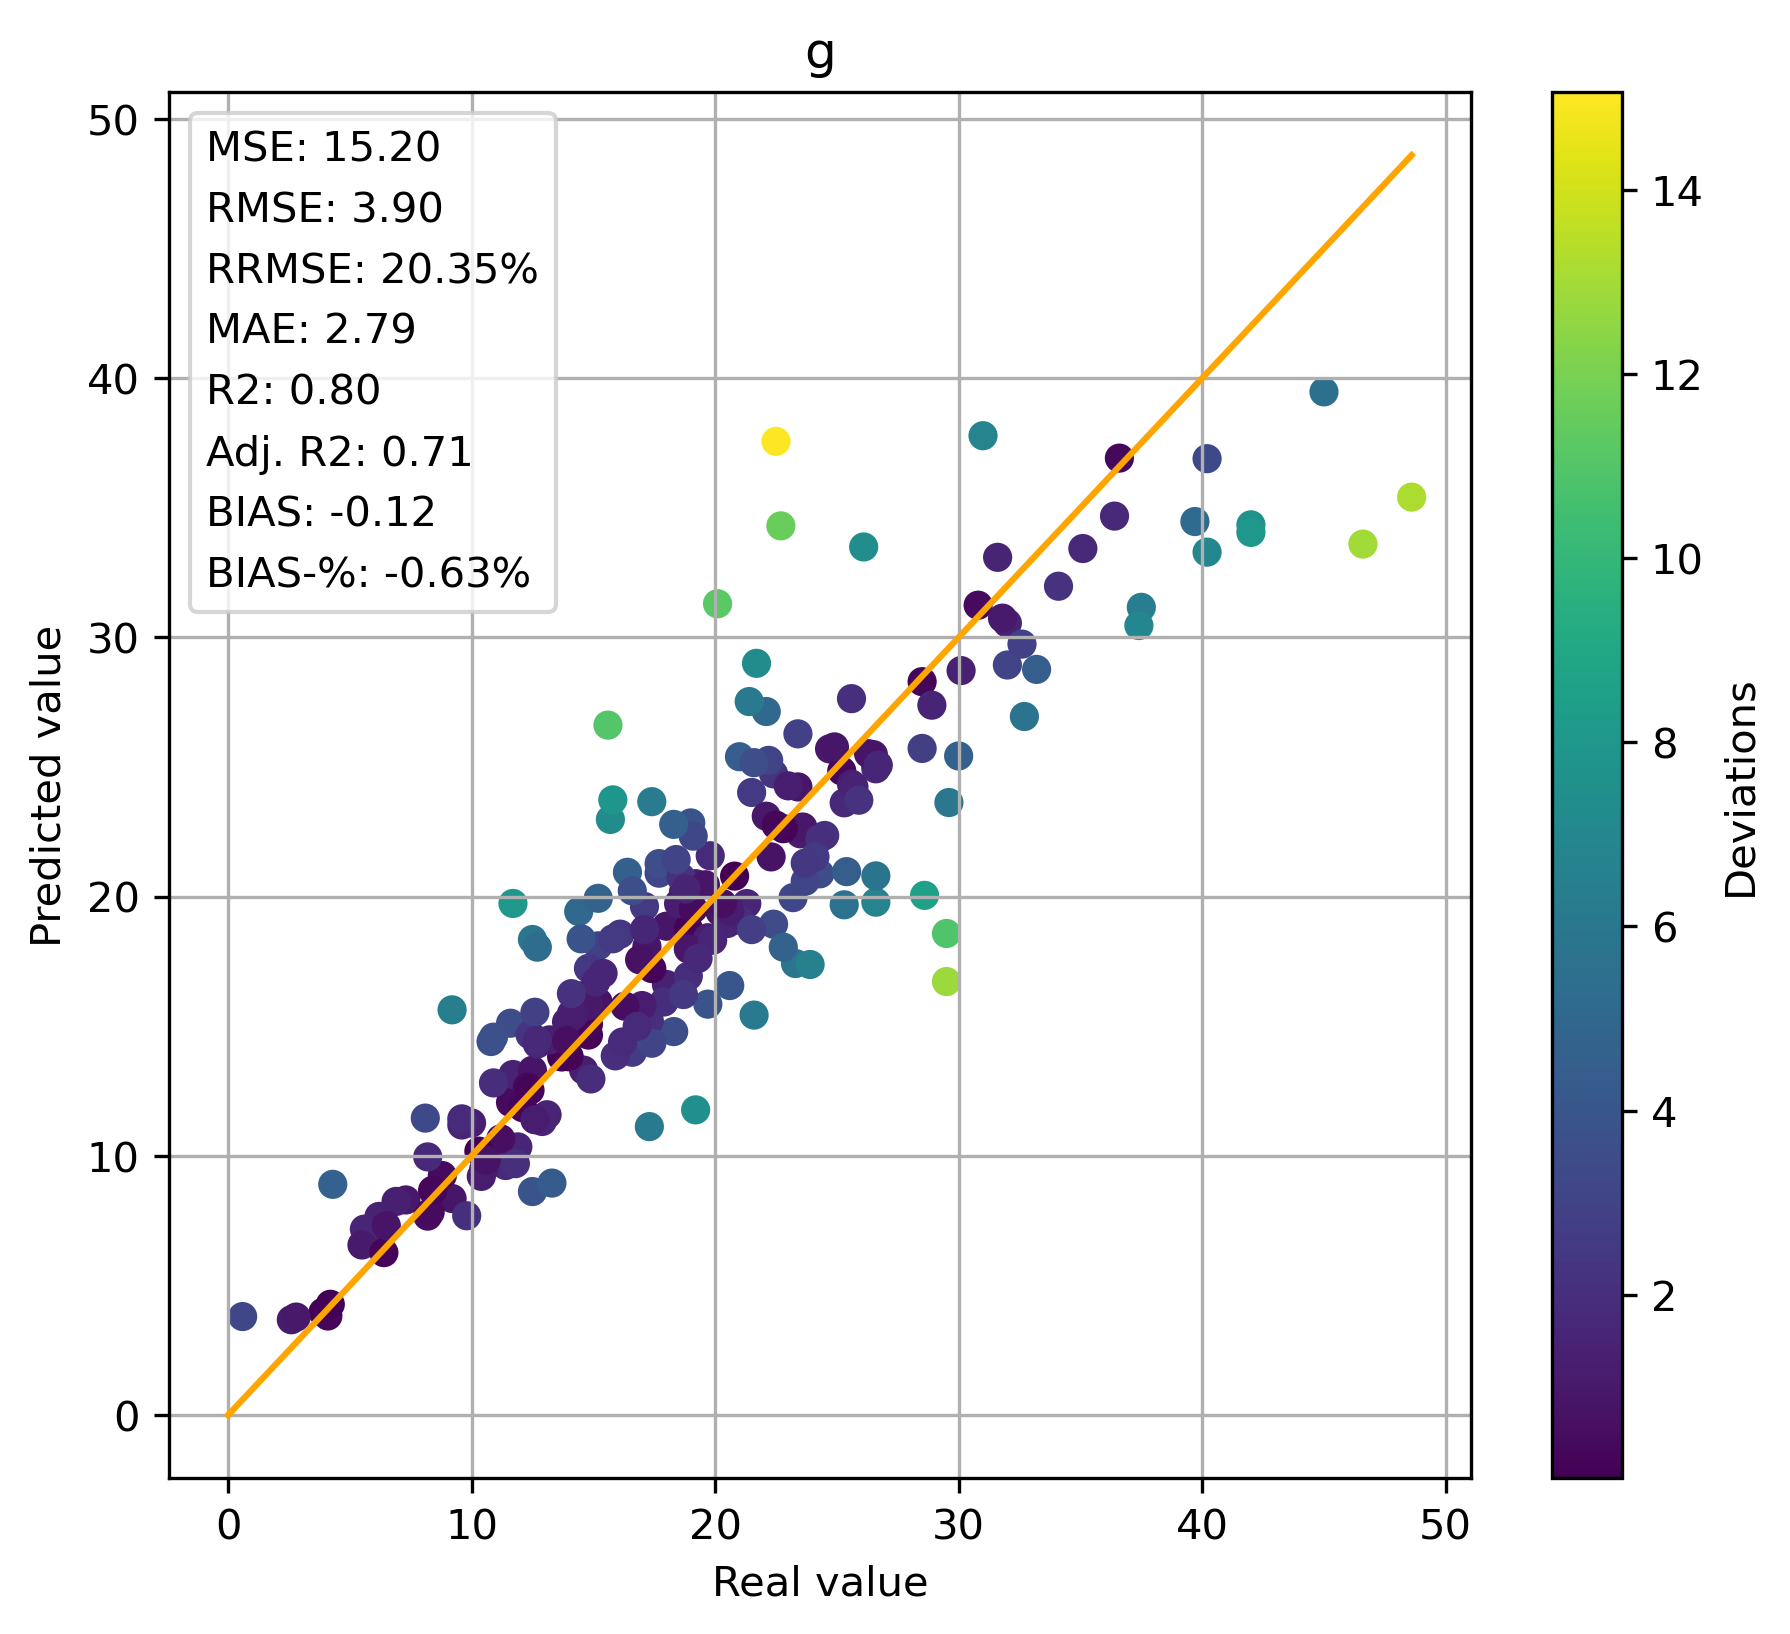 g
50
40
30
20
10
0
Predicted value
MSE: 15.20
RMSE: 3.90
RRMSE: 20.35%
MAE: 2.79
R2: 0.80
Adj. R2: 0.71
BIAS: -0.12
BIAS-%: -0.63%
0 10 20 30 40 50
Real value
14
12
10
8
6
4
2
Deviations